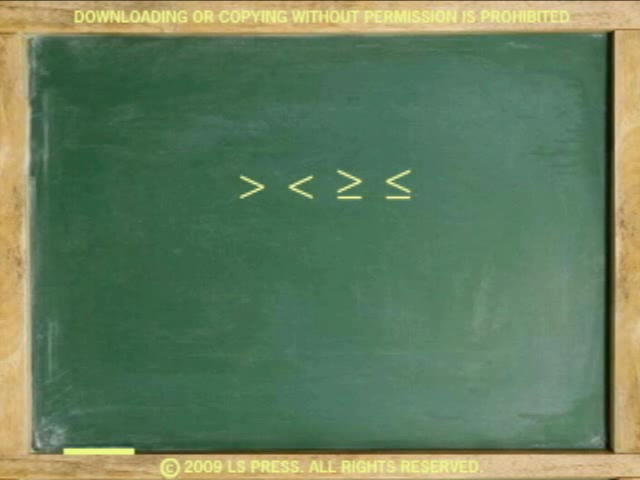 DOWNLOADING OR COPYING WITHOUT PERMISSION IS PROHIBITED
> < ≥ ≤
© 2009 LS PRESS. ALL RIGHTS RESERVED.